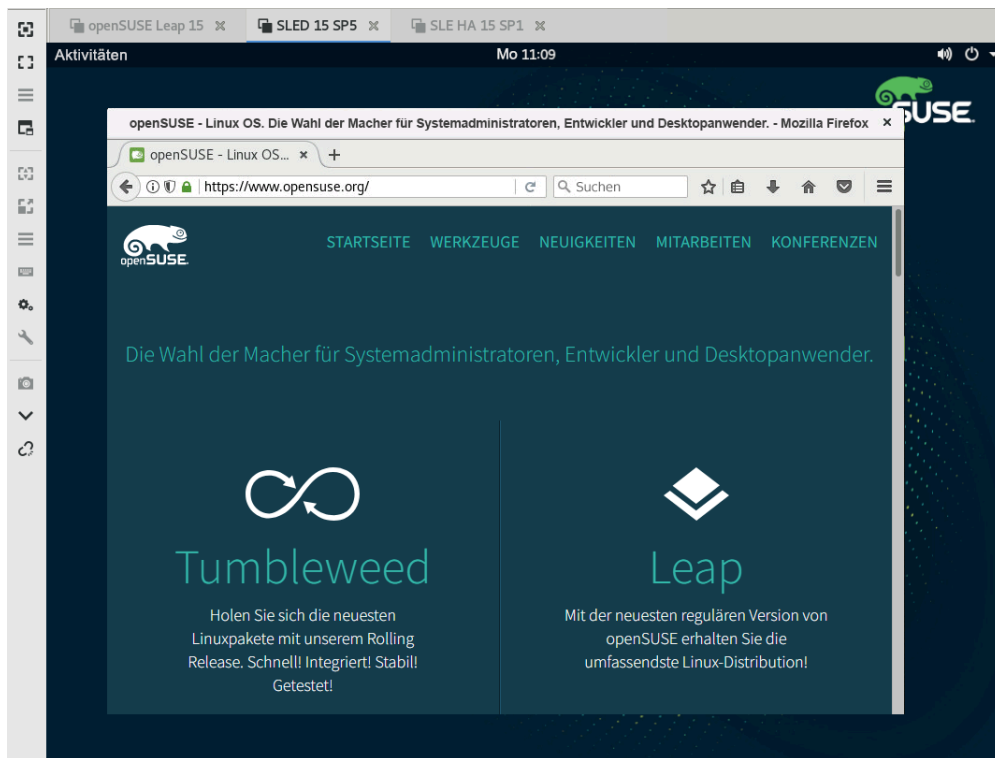 openSUSE Leap 15
SLED 15 SP5
SLE HA 15 SP1
Aktivitäten
Mo 11:09
SUSE
openSUSE - Linux OS. Die Wahl der Macher für Systemadministratoren, Entwickler und Desktopanwender. - Mozilla Firefox
openSUSE - Linux OS...
https://www.opensuse.org/
Suchen
openSUSE
STARTSEITE WERKZEUGE NEUIGKEITEN MITARBEITEN KONFERENZEN
Die Wahl der Macher für Systemadministratoren, Entwickler und Desktopanwender.
Tumbleweed
Holen Sie sich die neuesten
Linuxpakete mit unserem Rolling
Release. Schnell! Integriert! Stabil!
Getestet!
Leap
Mit der neuesten regulären Version von
openSUSE erhalten Sie die
umfassendste Linux-Distribution!